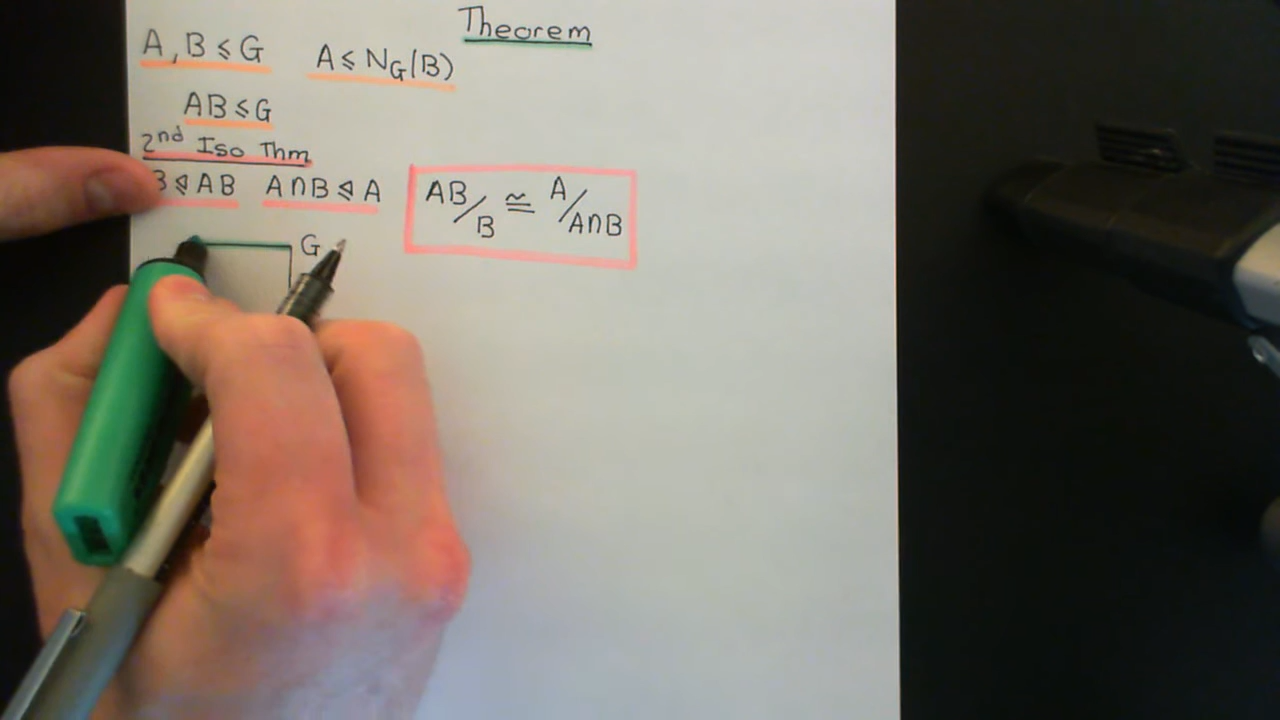 Theorem
A, B ≤ G A ≤ N_G(B)
AB ≤ G
2nd Iso Thm
B ⊴ AB A∩B ⊴ A AB/B ≅ A/A∩B
G